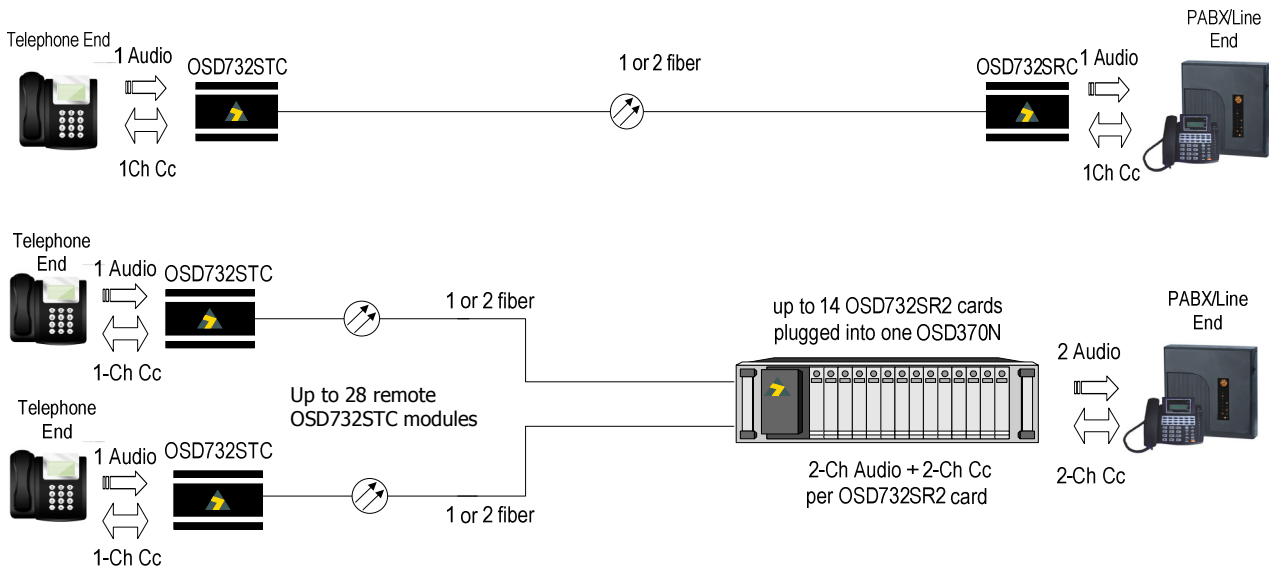 Telephone End
1 Audio
OSD732STC
1Ch Cc
1 or 2 fiber
OSD732SRC
1 Audio
1Ch Cc
PABX/Line
End
Telephone
End
1 Audio
OSD732STC
1-Ch Cc
1 or 2 fiber
Up to 28 remote
OSD732STC modules
Telephone
End
1 Audio
OSD732STC
1-Ch Cc
1 or 2 fiber
up to 14 OSD732SR2 cards
plugged into one OSD370N
2-Ch Audio + 2-Ch Cc
per OSD732SR2 card
2 Audio
2-Ch Cc
PABX/Line
End